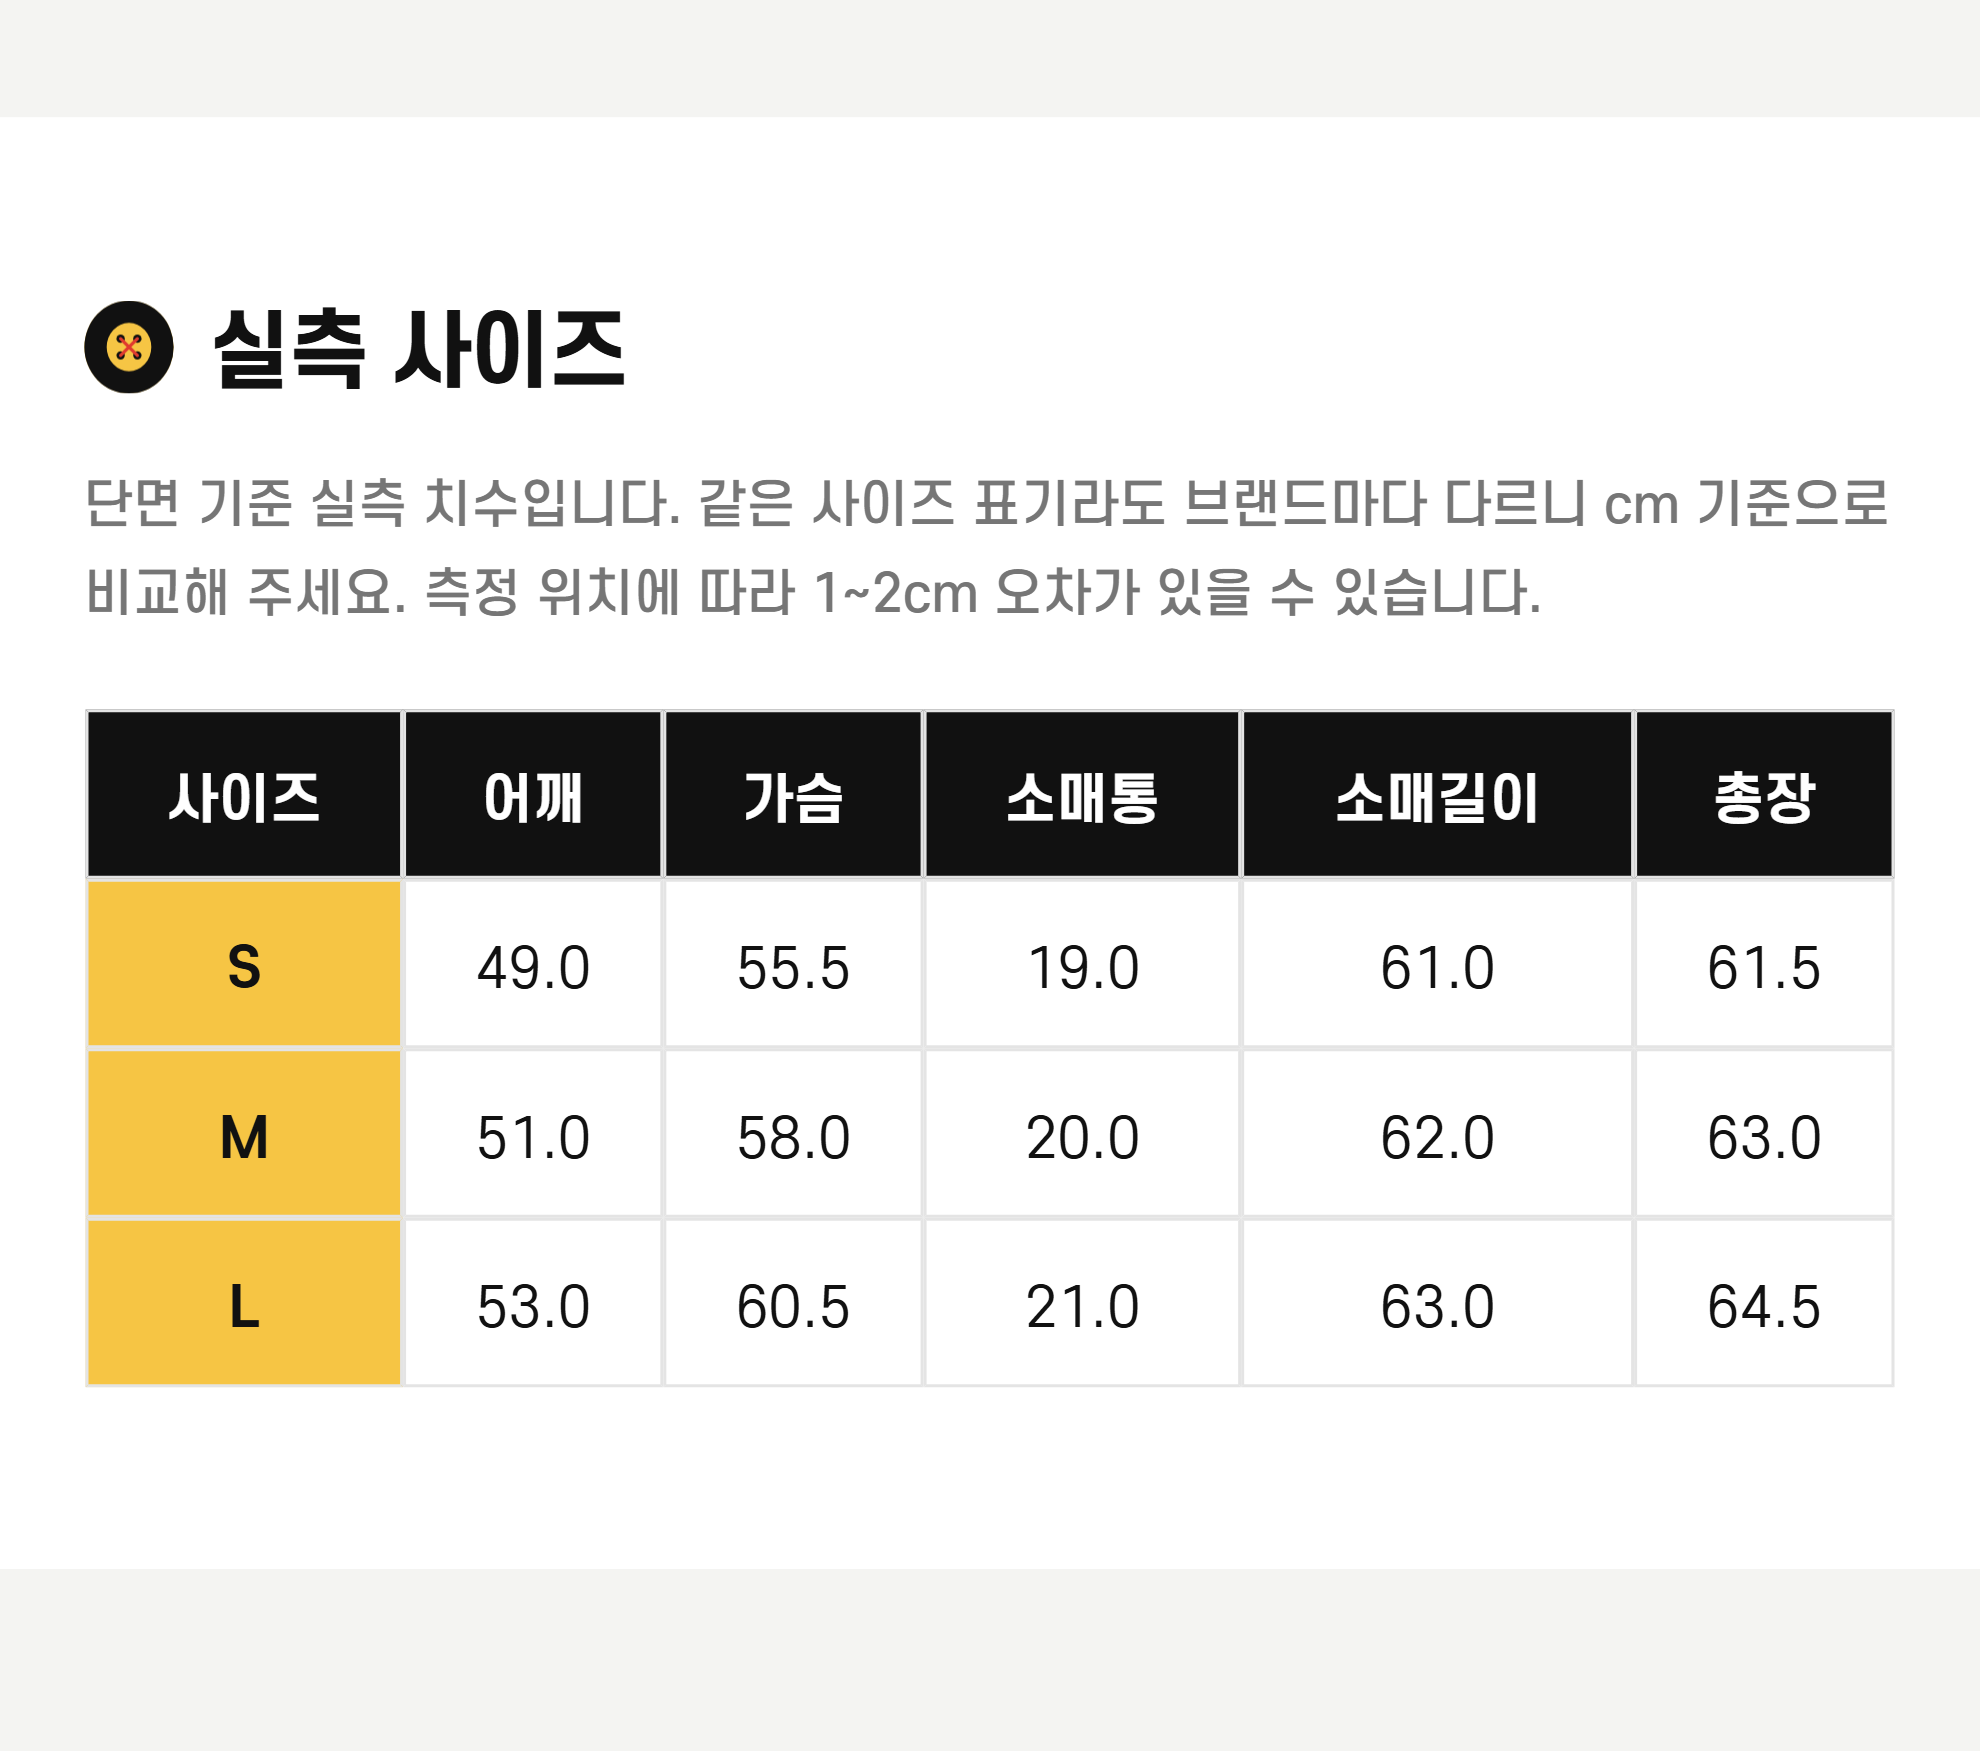 실측 사이즈
단면 기준 실측 치수입니다. 같은 사이즈 표기라도 브랜드마다 다르니 cm 기준으로
비교해 주세요. 측정 위치에 따라 1~2cm 오차가 있을 수 있습니다.
사이즈 어깨 가슴 소매통 소매길이 총장
S 49.0 55.5 19.0 61.0 61.5
M 51.0 58.0 20.0 62.0 63.0
L 53.0 60.5 21.0 63.0 64.5